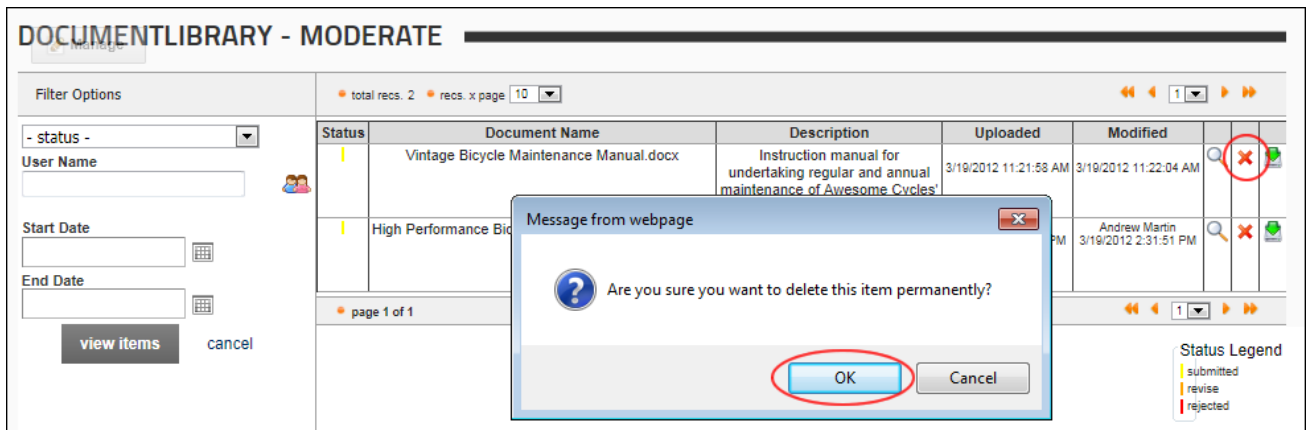 DOCUMENTLIBRARY - MODERATE
Manage
Filter Options
total recs. 2 recs. x page 10
1
- status -
User Name
Start Date
End Date
view items cancel
Status Document Name Description Uploaded Modified
Vintage Bicycle Maintenance Manual.docx
Instruction manual for
undertaking regular and annual
maintenance of Awesome Cycles'
3/19/2012 11:21:58 AM 3/19/2012 11:22:04 AM
High Performance Bic
PM
Andrew Martin
3/19/2012 2:31:51 PM
Message from webpage
Are you sure you want to delete this item permanently?
OK Cancel
page 1 of 1
1
Status Legend
submitted
revise
rejected